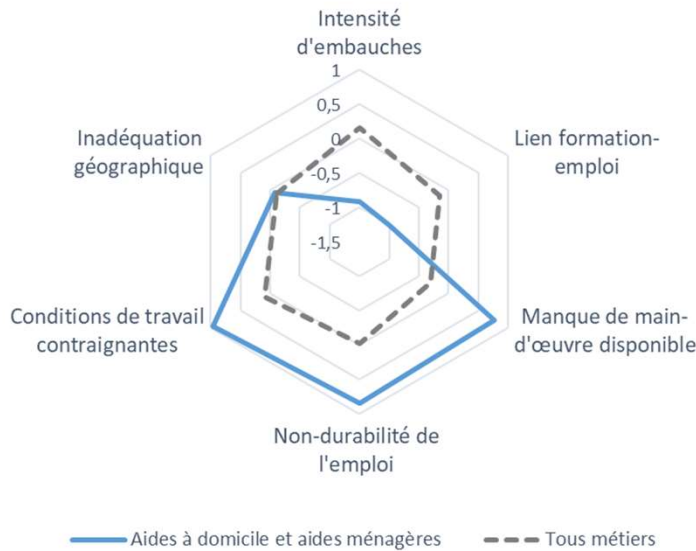 Intensité
d'embauches
1
0,5
0
-0,5
-1
-1,5
Lien formation-
emploi
Manque de main-
d'œuvre disponible
Non-durabilité de
l'emploi
Conditions de travail
contraignantes
Inadéquation
géographique
Aides à domicile et aides ménagères
Tous métiers